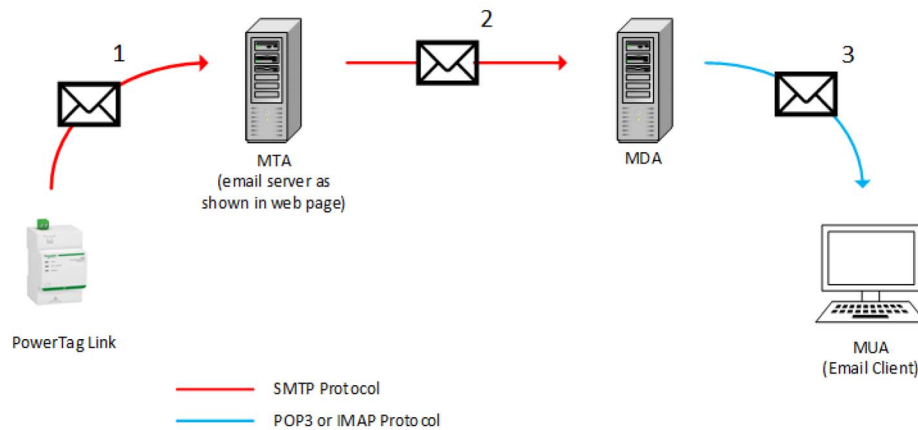 1
2
3
MTA
(email server as
shown in web page)
MDA
PowerTag Link
MUA
(Email Client)
SMTP Protocol
POP3 or IMAP Protocol